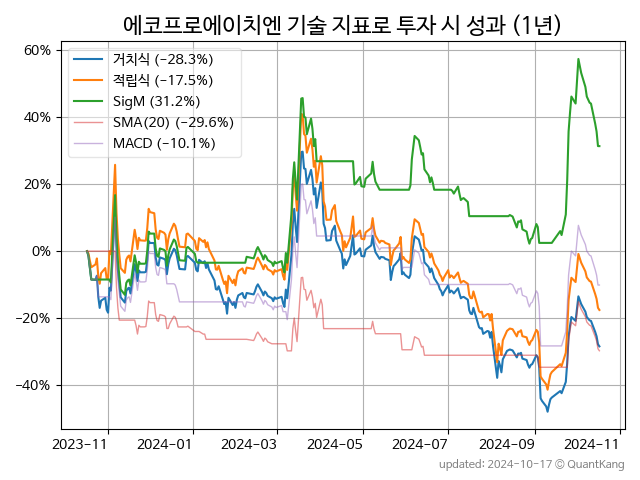 에코프로에이치엔 기술 지표로 투자 시 성과 (1년)
거치식 (−28.3%)
적립식 (−17.5%)
SigM (31.2%)
SMA(20) (−29.6%)
MACD (−10.1%)
60%
40%
20%
0%
−20%
−40%
2023-11 2024-01 2024-03 2024-05 2024-07 2024-09 2024-11
updated: 2024-10-17 © QuantKang